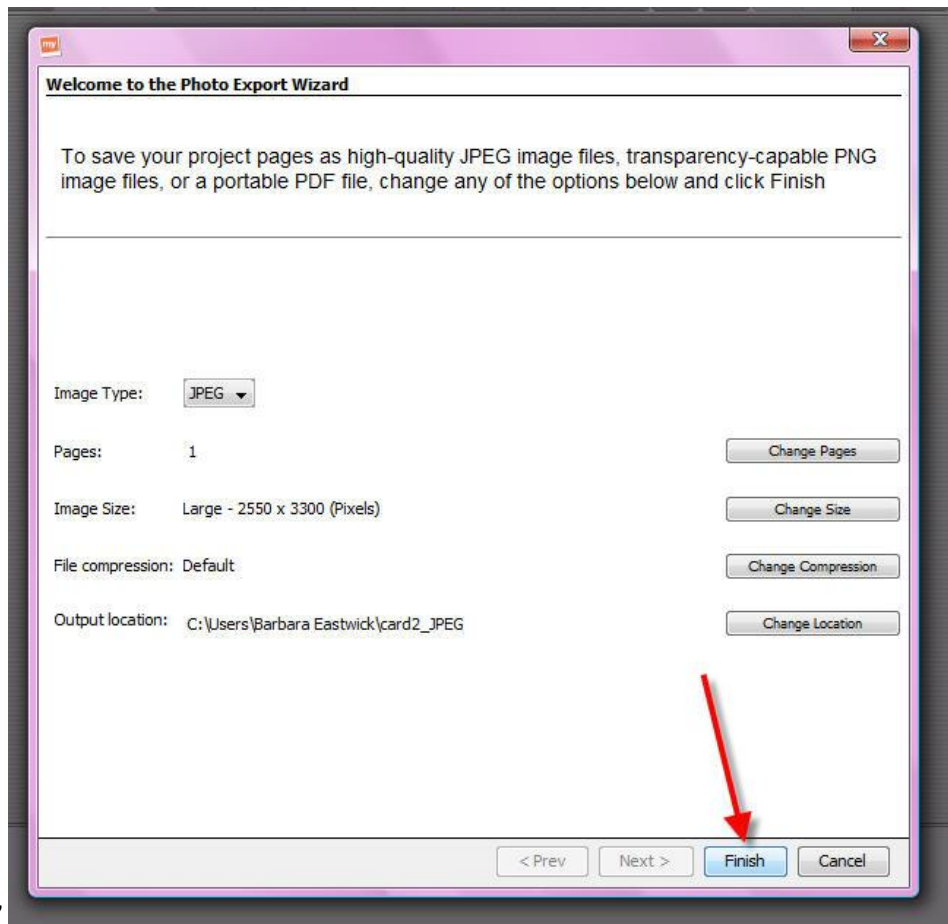 my
Welcome to the Photo Export Wizard
To save your project pages as high-quality JPEG image files, transparency-capable PNG
image files, or a portable PDF file, change any of the options below and click Finish
Image Type: JPEG
Pages: 1 Change Pages
Image Size: Large - 2550 x 3300 (Pixels) Change Size
File compression: Default Change Compression
Output location: C:\Users\Barbara Eastwick\card2_JPEG Change Location
< Prev Next > Finish Cancel